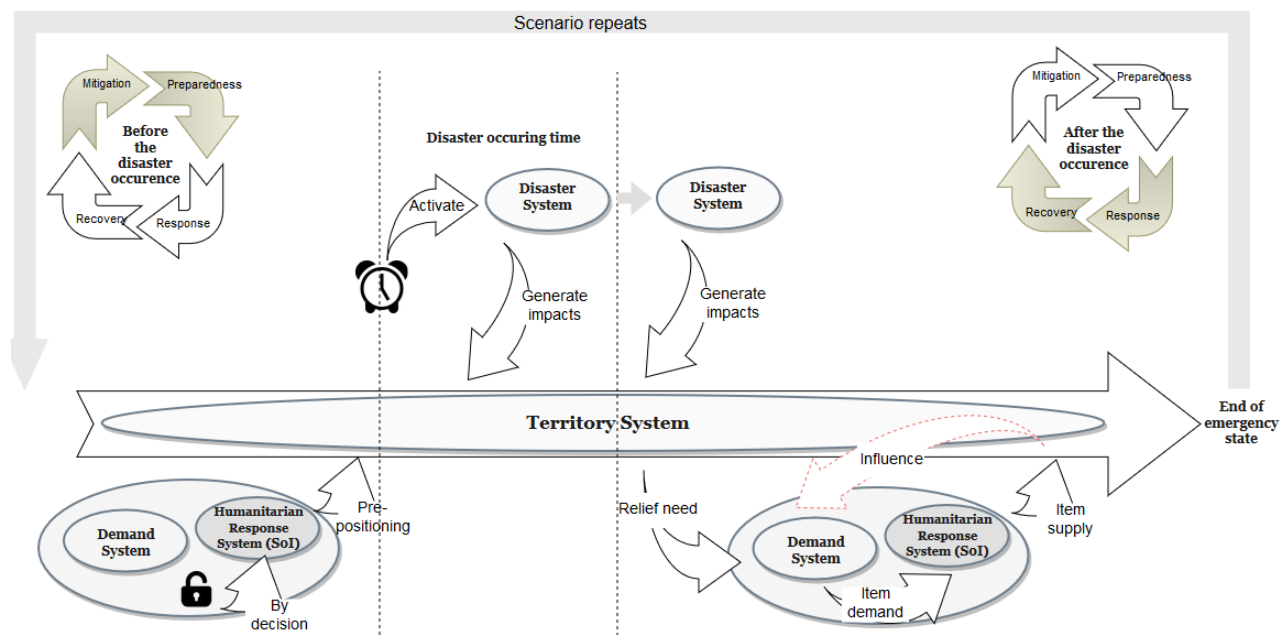 Scenario repeats
Mitigation
Preparedness
Before
the
disaster
occurence
Recovery
Response
Disaster occuring time
Activate
Disaster
System
Disaster
System
Generate
impacts
Generate
impacts
Mitigation
Preparedness
After the
disaster
occurence
Recovery
Response
Territory System
End of
emergency
state
Influence
Pre-
positioning
Demand
System
Humanitarian
Response
System (SoI)
By
decision
Relief need
Demand
System
Humanitarian
Response
System (SoI)
Item
demand
Item
supply